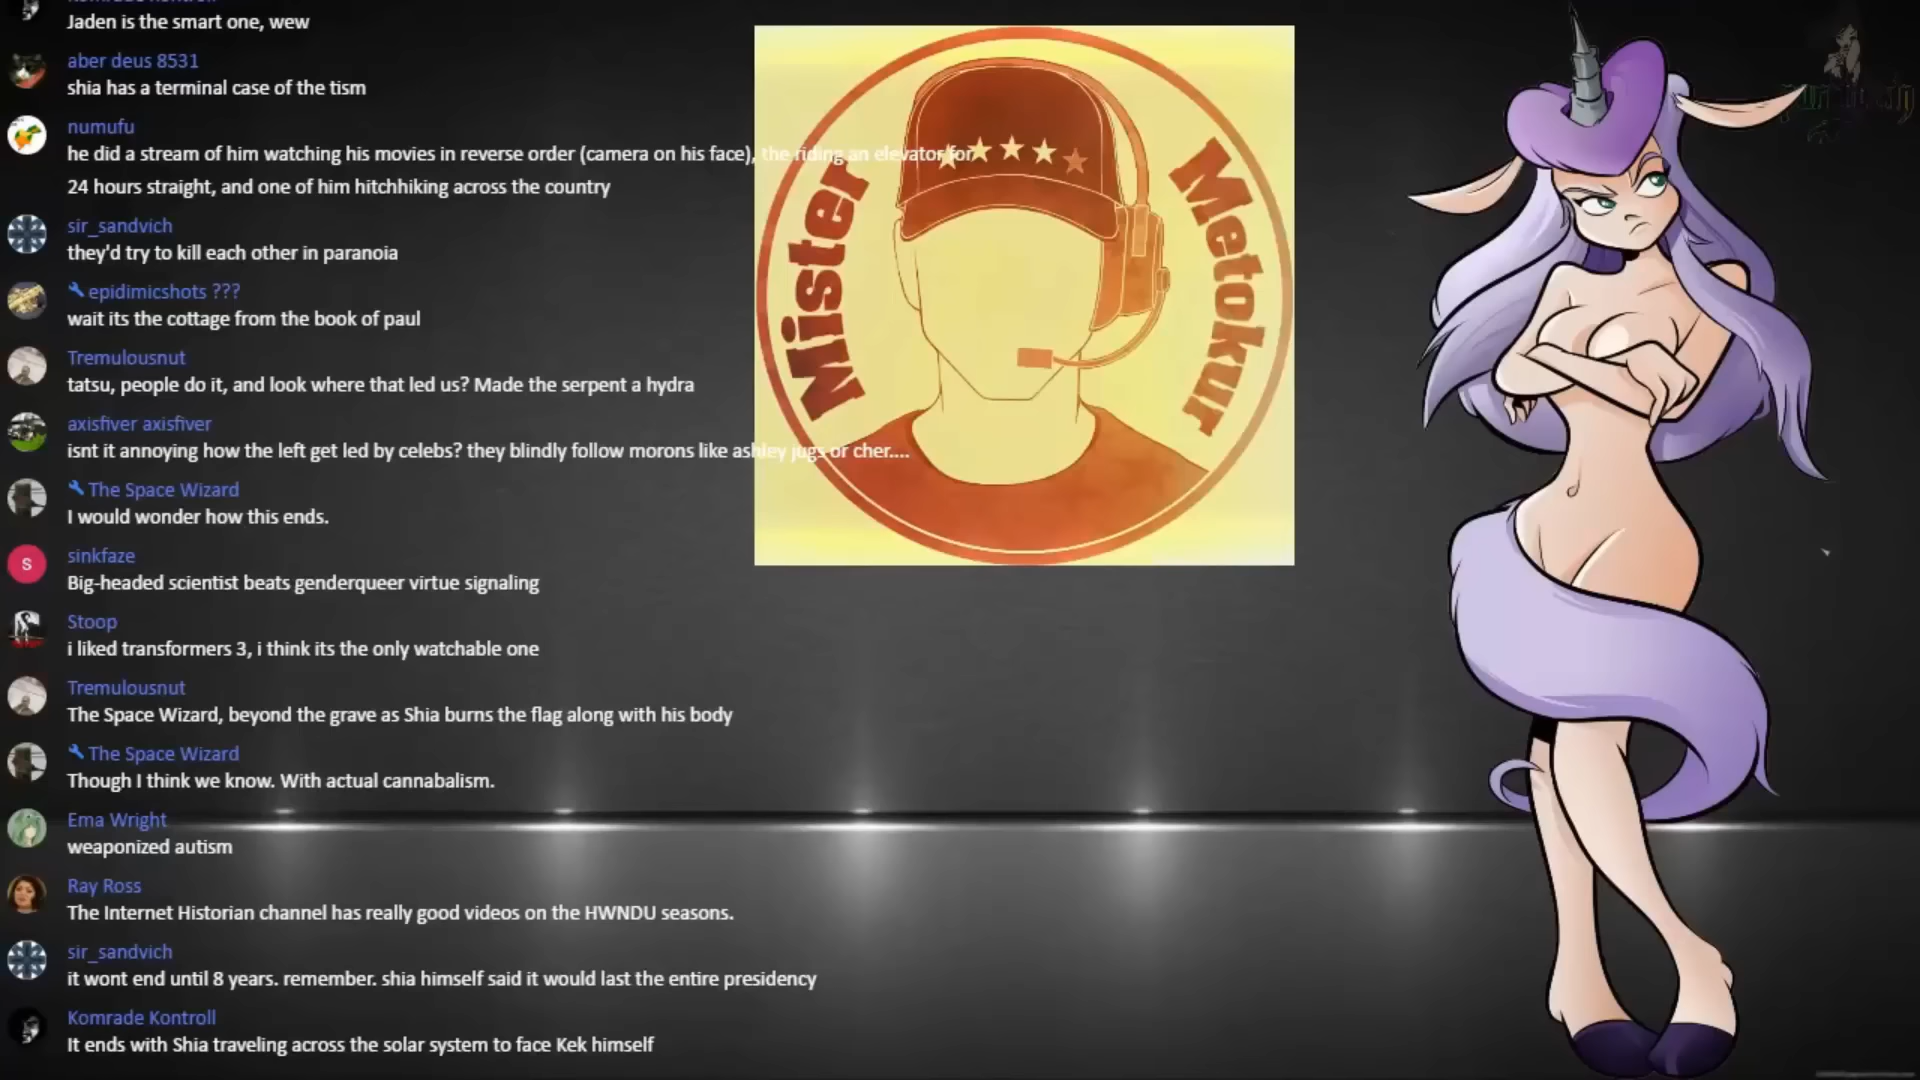 Jaden is the smart one, wew
aber deus 8531
shia has a terminal case of the tism
numufu
he did a stream of him watching his movies in reverse order (camera on his face), the riding an elevator for
24 hours straight, and one of him hitchhiking across the country
sir_sandvich
they'd try to kill each other in paranoia
epidimicshots ???
wait its the cottage from the book of paul
Tremulousnut
tatsu, people do it, and look where that led us? Made the serpent a hydra
axisfiver axisfiver
isnt it annoying how the left get led by celebs? they blindly follow morons like ashley jugs or cher....
The Space Wizard
I would wonder how this ends.
S
sinkfaze
Big-headed scientist beats genderqueer virtue signaling
Stoop
i liked transformers 3, i think its the only watchable one
Tremulousnut
The Space Wizard, beyond the grave as Shia burns the flag along with his body
The Space Wizard
Though I think we know. With actual cannabalism.
Ema Wright
weaponized autism
Ray Ross
The Internet Historian channel has really good videos on the HWNDU seasons.
sir_sandvich
it wont end until 8 years. remember. shia himself said it would last the entire presidency
Komrade Kontroll
It ends with Shia traveling across the solar system to face Kek himself
Mister
Metokur